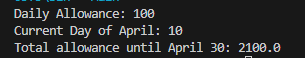 Daily Allowance: 100
Current Day of April: 10
Total allowance until April 30: 2100.0